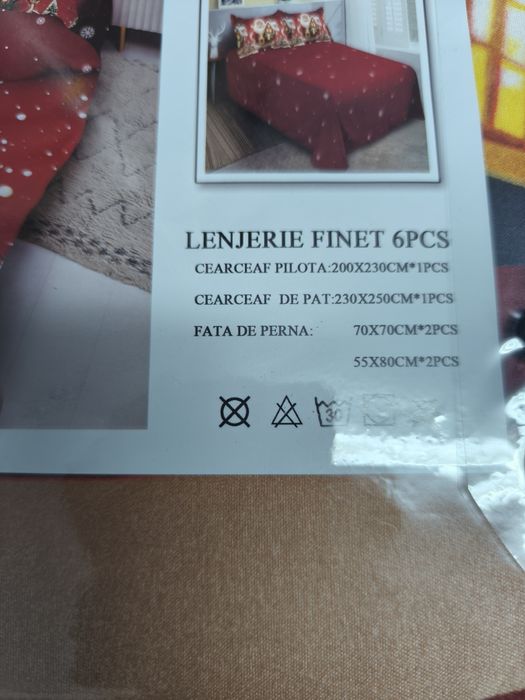 LENJERIE FINET 6PCS
CEARCEAF PILOTA:200X230CM*1PCS
CEARCEAF DE PAT:230X250CM*1PCS
FATA DE PERNA: 70X70CM*2PCS
55X80CM*2PCS
30